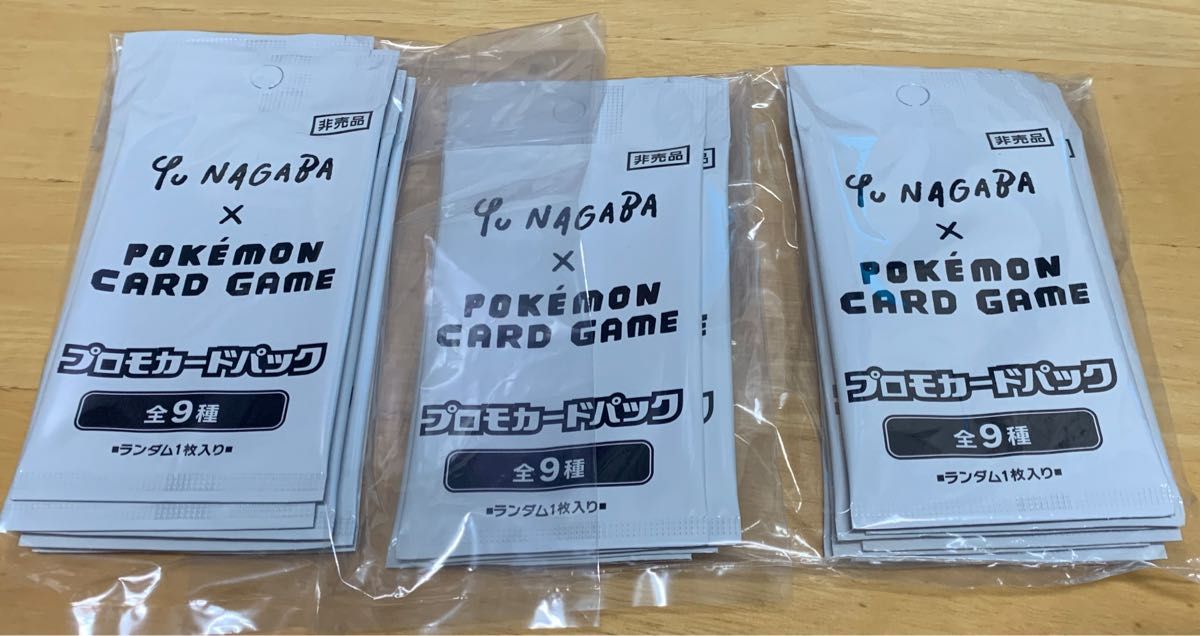 非売品
Yu NAGABA
×
POKÉMON
CARD GAME
プロモカードパック
全9種
▪ランダム1枚入り▪
非売品
Yu NAGABA
×
POKÉMON
CARD GAME
プロモカードパック
全9種
▪ランダム1枚入り▪
非売品
Yu NAGABA
×
POKÉMON
CARD GAME
プロモカードパック
全9種
▪ランダム1枚入り▪